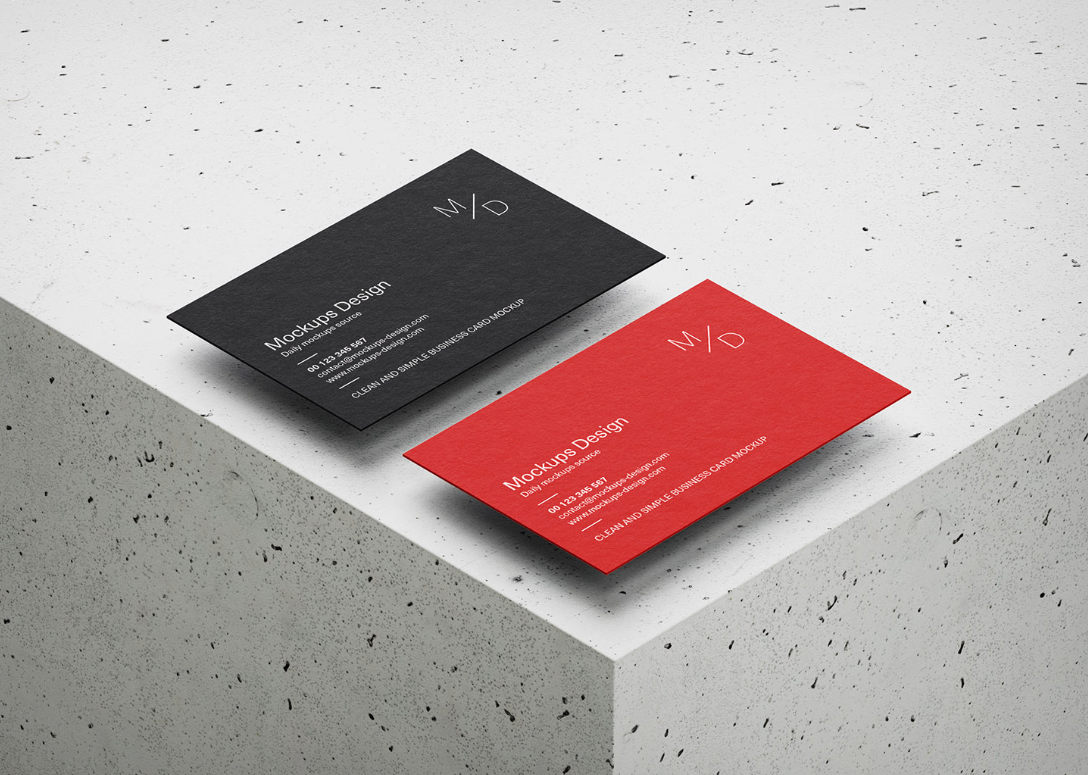 M/D
Mockups Design
Daily mockups source
00 123 345 567
contact@mockups-design.com
www.mockups-design.com
CLEAN AND SIMPLE BUSINESS CARD MOCKUP
M/D
Mockups Design
Daily mockups source
00 123 345 567
contact@mockups-design.com
www.mockups-design.com
CLEAN AND SIMPLE BUSINESS CARD MOCKUP